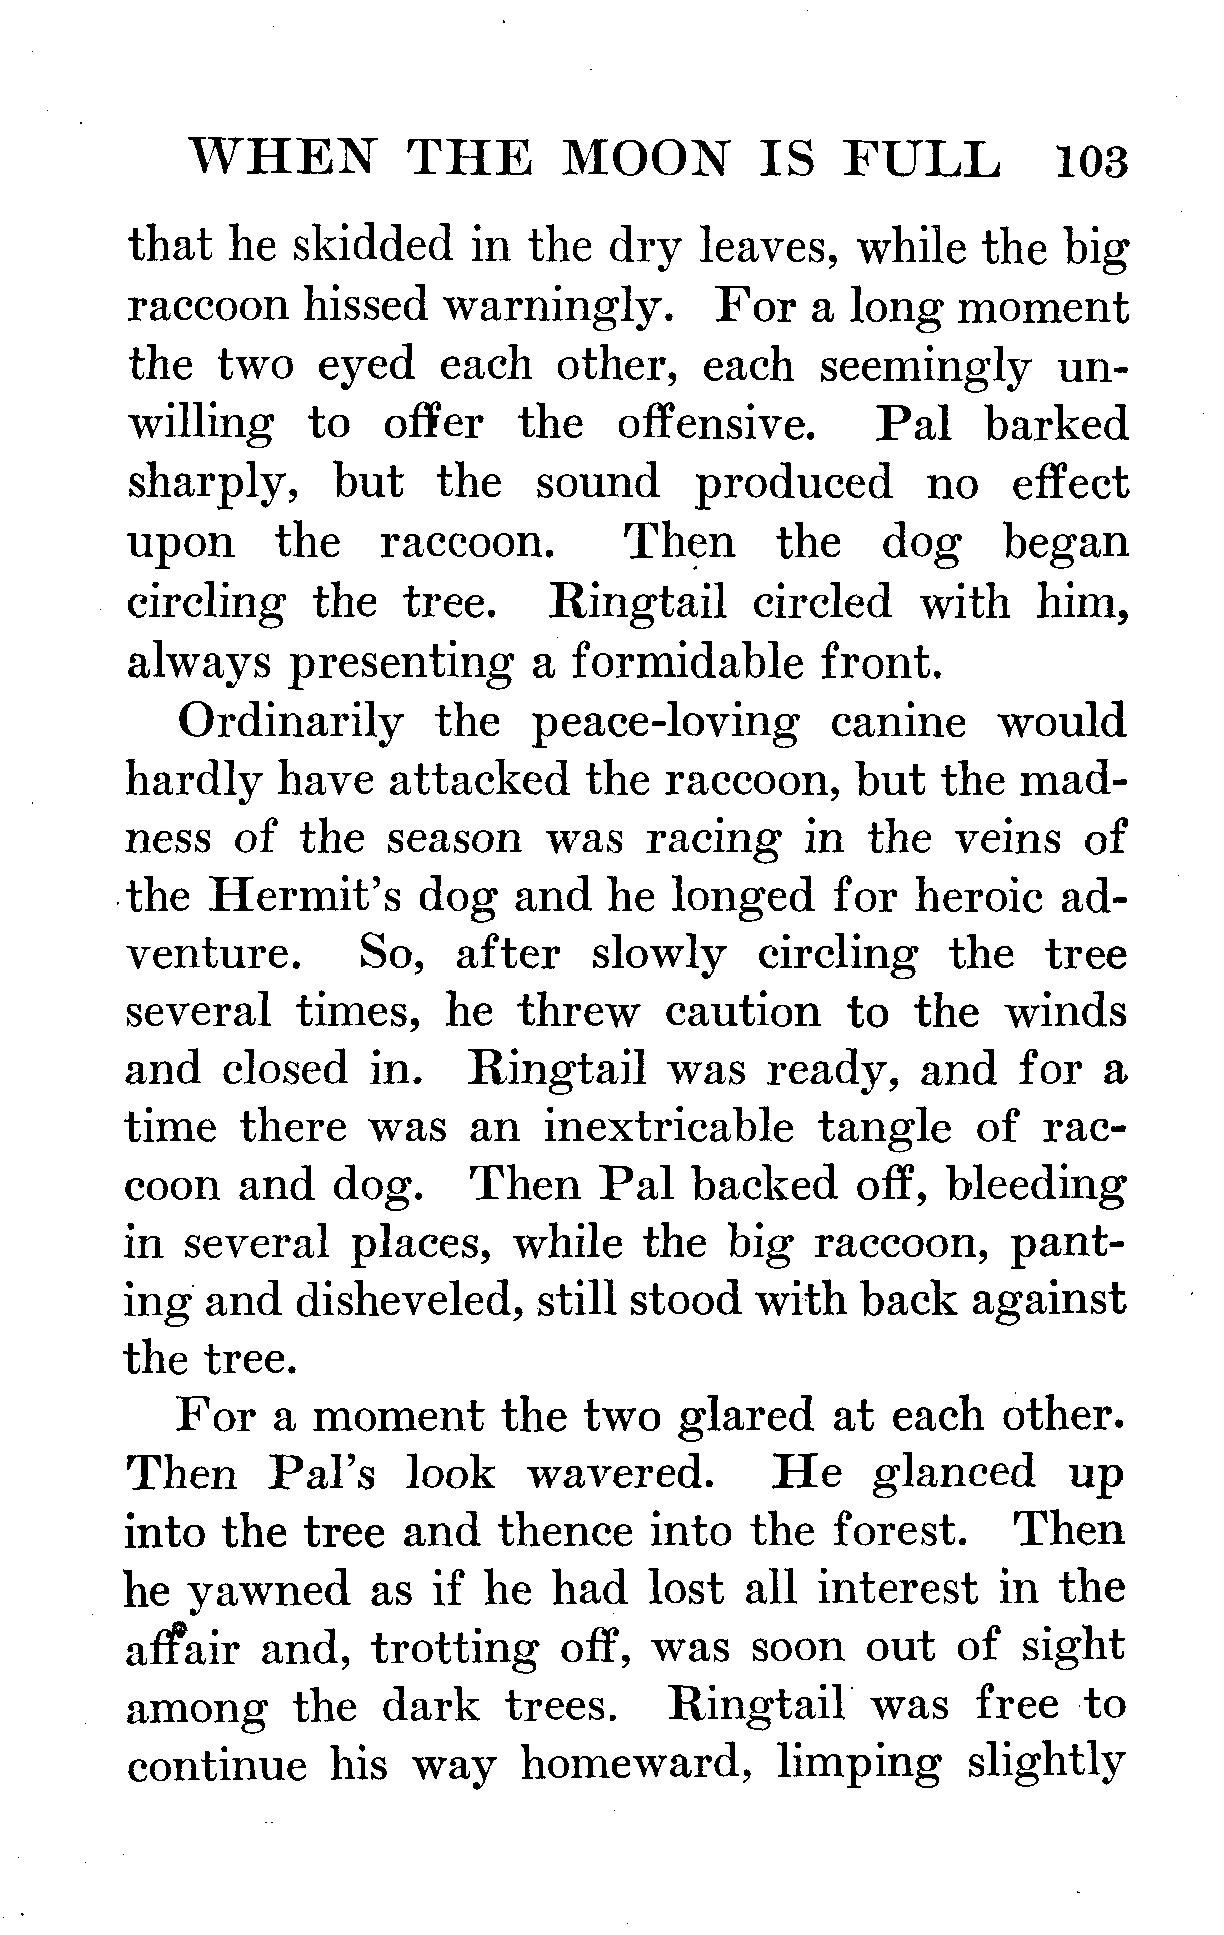 WHEN THE MOON IS FULL 103
that he skidded in the dry leaves, while the big
raccoon hissed warningly. For a long moment
the two eyed each other, each seemingly un-
willing to offer the offensive. Pal barked
sharply, but the sound produced no effect
upon the raccoon. Then the dog began
circling the tree. Ringtail circled with him,
always presenting a formidable front.
Ordinarily the peace-loving canine would
hardly have attacked the raccoon, but the mad-
ness of the season was racing in the veins of
the Hermit's dog and he longed for heroic ad-
venture. So, after slowly circling the tree
several times, he threw caution to the winds
and closed in. Ringtail was ready, and for a
time there was an inextricable tangle of rac-
coon and dog. Then Pal backed off, bleeding
in several places, while the big raccoon, pant-
ing and disheveled, still stood with back against
the tree.
For a moment the two glared at each other.
Then Pal's look wavered. He glanced up
into the tree and thence into the forest. Then
he yawned as if he had lost all interest in the
affair and, trotting off, was soon out of sight
among the dark trees. Ringtail was free to
continue his way homeward, limping slightly